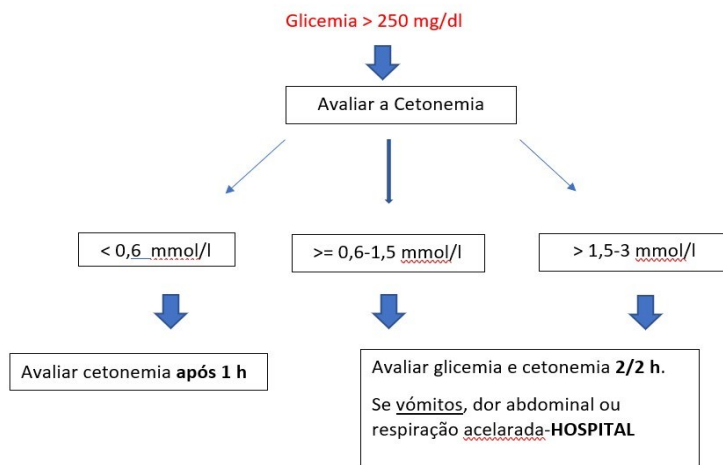 Glicemia > 250 mg/dl
Avaliar a Cetonemia
< 0,6 mmol/l
>= 0,6-1,5 mmol/l
> 1,5-3 mmol/l
Avaliar cetonemia após 1 h
Avaliar glicemia e cetonemia 2/2 h.
Se vómitos, dor abdominal ou
respiração acelarada-HOSPITAL